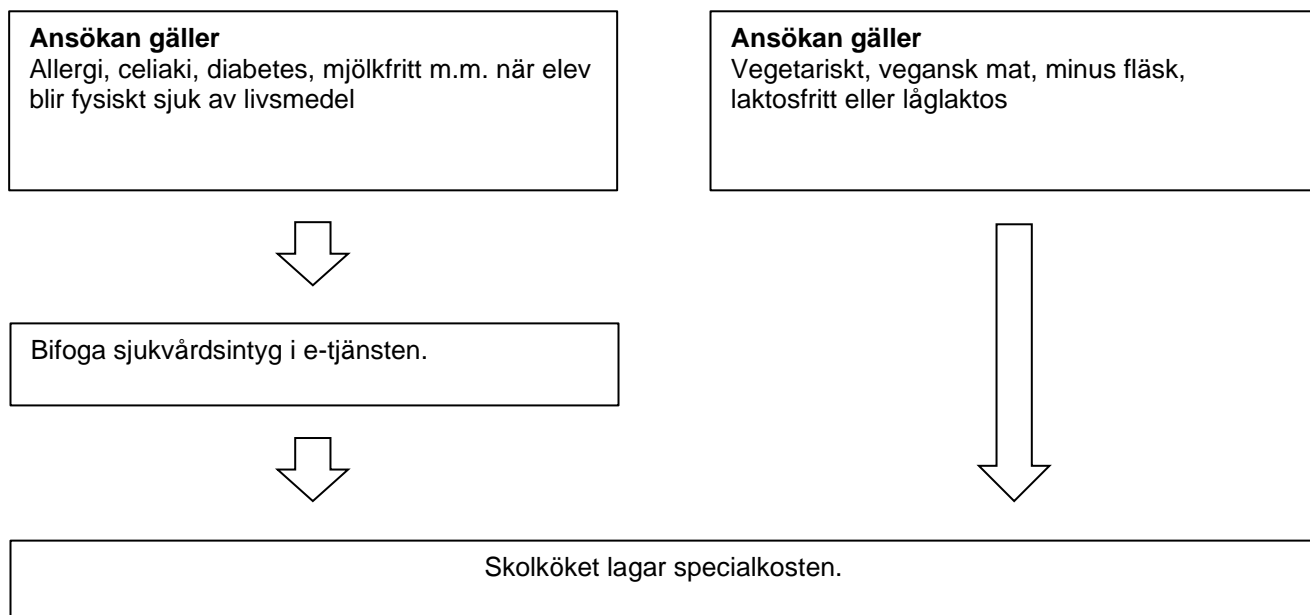 Ansökan gäller
Allergi, celiaki, diabetes, mjölkfritt m.m. när elev
blir fysiskt sjuk av livsmedel
Ansökan gäller
Vegetariskt, vegansk mat, minus fläsk,
laktosfritt eller låglaktos
Bifoga sjukvårdsintyg i e-tjänsten.
Skolköket lagar specialkosten.